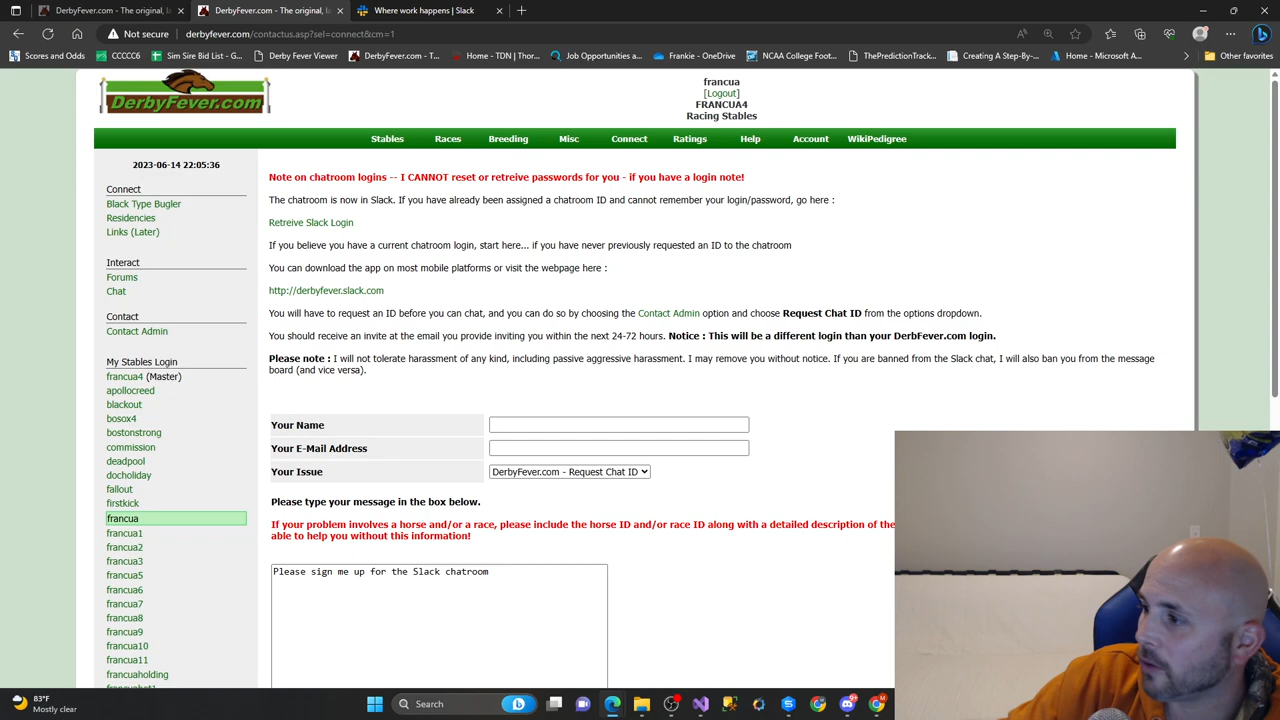 DerbyFever.com - The original, l
DerbyFever.com - The original, l
Where work happens | Slack
Not secure
derbyfever.com/contactus.asp?sel=connect&cm=1
Scores and Odds
CCCCC6
Sim Sire Bid List - G...
Derby Fever Viewer
DerbyFever.com - T...
Home - TDN | Thor...
Job Opportunities a...
Frankie - OneDrive
NCAA College Foot...
ThePredictionTrack...
Creating A Step-By-...
Home - Microsoft A...
Other favorites
DerbyFever.com
francua
[Logout]
FRANCUA4
Racing Stables
Stables Races Breeding Misc Connect Ratings Help Account WikiPedigree
2023-06-14 22:05:36
Connect
Black Type Bugler
Residencies
Links (Later)
Interact
Forums
Chat
Contact
Contact Admin
My Stables Login
francua4 (Master)
apollocreed
blackout
bosox4
bostonstrong
commission
deadpool
docholiday
fallout
firstkick
francua
francua1
francua2
francua3
francua5
francua6
francua7
francua8
francua9
francua10
francua11
francuaholding
Note on chatroom logins -- I CANNOT reset or retreive passwords for you - if you have a login note!
The chatroom is now in Slack. If you have already been assigned a chatroom ID and cannot remember your login/password, go here :
Retreive Slack Login
If you believe you have a current chatroom login, start here... if you have never previously requested an ID to the chatroom
You can download the app on most mobile platforms or visit the webpage here :
http://derbyfever.slack.com
You will have to request an ID before you can chat, and you can do so by choosing the Contact Admin option and choose Request Chat ID from the options dropdown.
You should receive an invite at the email you provide inviting you within the next 24-72 hours. Notice : This will be a different login than your DerbFever.com login.
Please note : I will not tolerate harassment of any kind, including passive aggressive harassment. I may remove you without notice. If you are banned from the Slack chat, I will also ban you from the message
board (and vice versa).
Your Name
Your E-Mail Address
Your Issue
DerbyFever.com - Request Chat ID
Please type your message in the box below.
If your problem involves a horse and/or a race, please include the horse ID and/or race ID along with a detailed description of the
able to help you without this information!
Please sign me up for the Slack chatroom
83°F
Mostly clear
Search